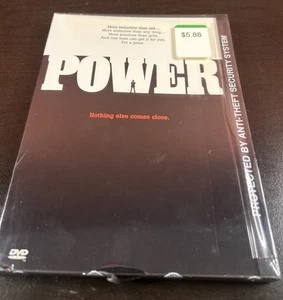 More seductive than sex...
More addictive than any drug...
More precious than gold.
And one man can get it for you.
For a price.
$5.88
POWER
Nothing else comes close.
PROTECTED BY ANTI-THEFT SECURITY SYSTEM
DVD